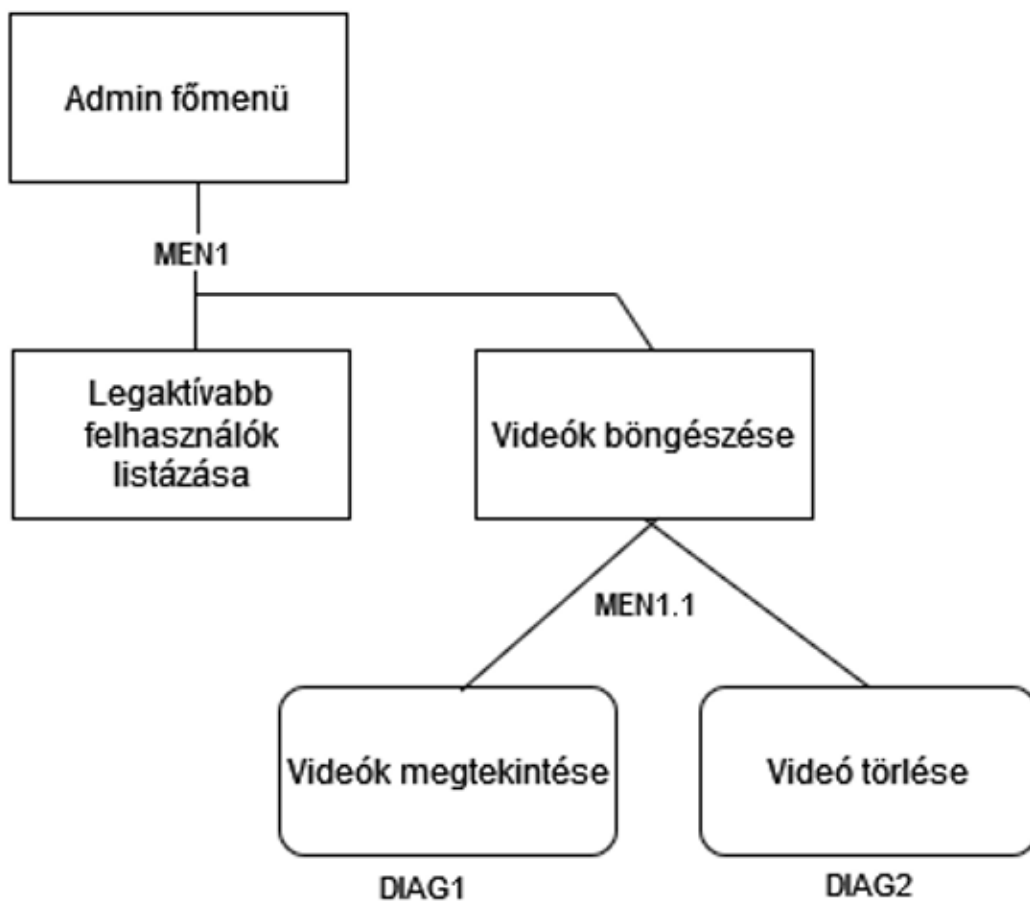 Admin főmenü
MEN1
Legaktívabb
felhasználók
listázása
Videók böngészése
MEN1.1
Videók megtekintése
Videó törlése
DIAG1
DIAG2